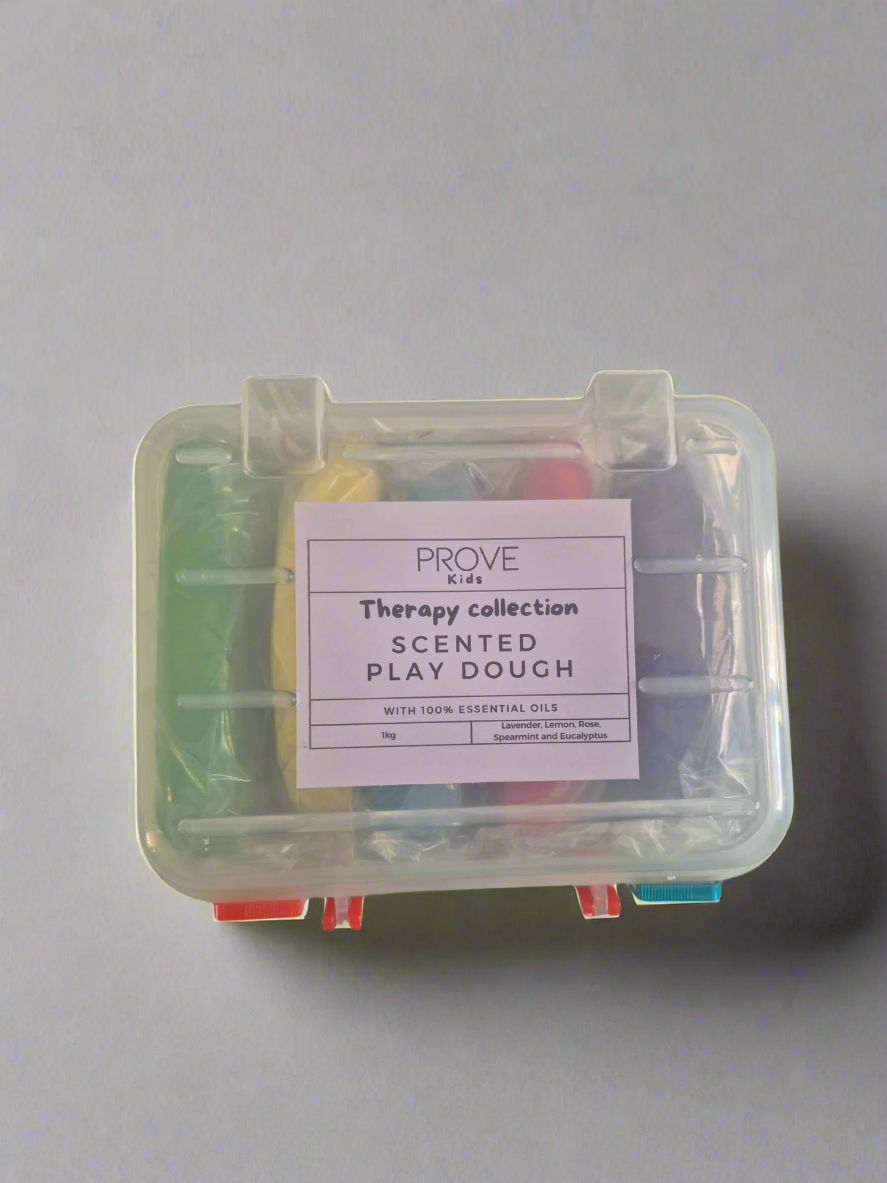 PROVE
Kids
Therapy collection
SCENTED
PLAY DOUGH
WITH 100% ESSENTIAL OILS
1kg
Lavender, Lemon, Rose,
Spearmint and Eucalyptus